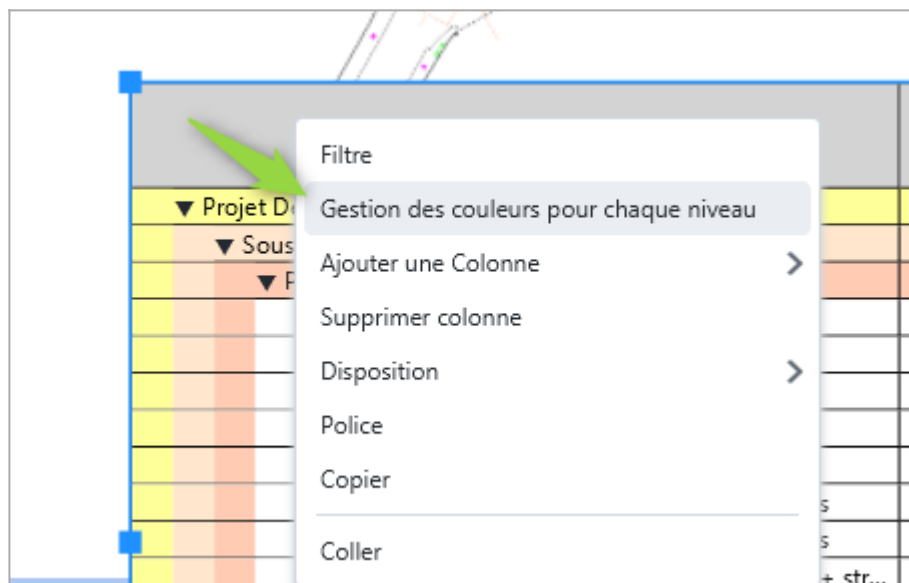 Filtre
▼ Projet D
Gestion des couleurs pour chaque niveau
▼ Sous
Ajouter une Colonne
▼ P
Supprimer colonne
Disposition
Police
Copier
s
Coller
s
+ str...